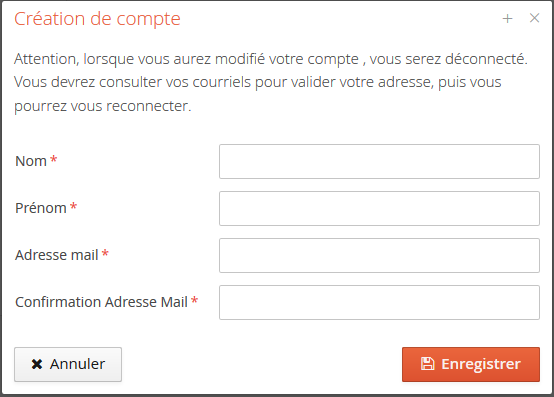 Création de compte
Attention, lorsque vous aurez modifié votre compte , vous serez déconnecté.
Vous devrez consulter vos courriels pour valider votre adresse, puis vous
pourrez vous reconnecter.
Nom *
Prénom *
Adresse mail *
Confirmation Adresse Mail *
Annuler
Enregistrer